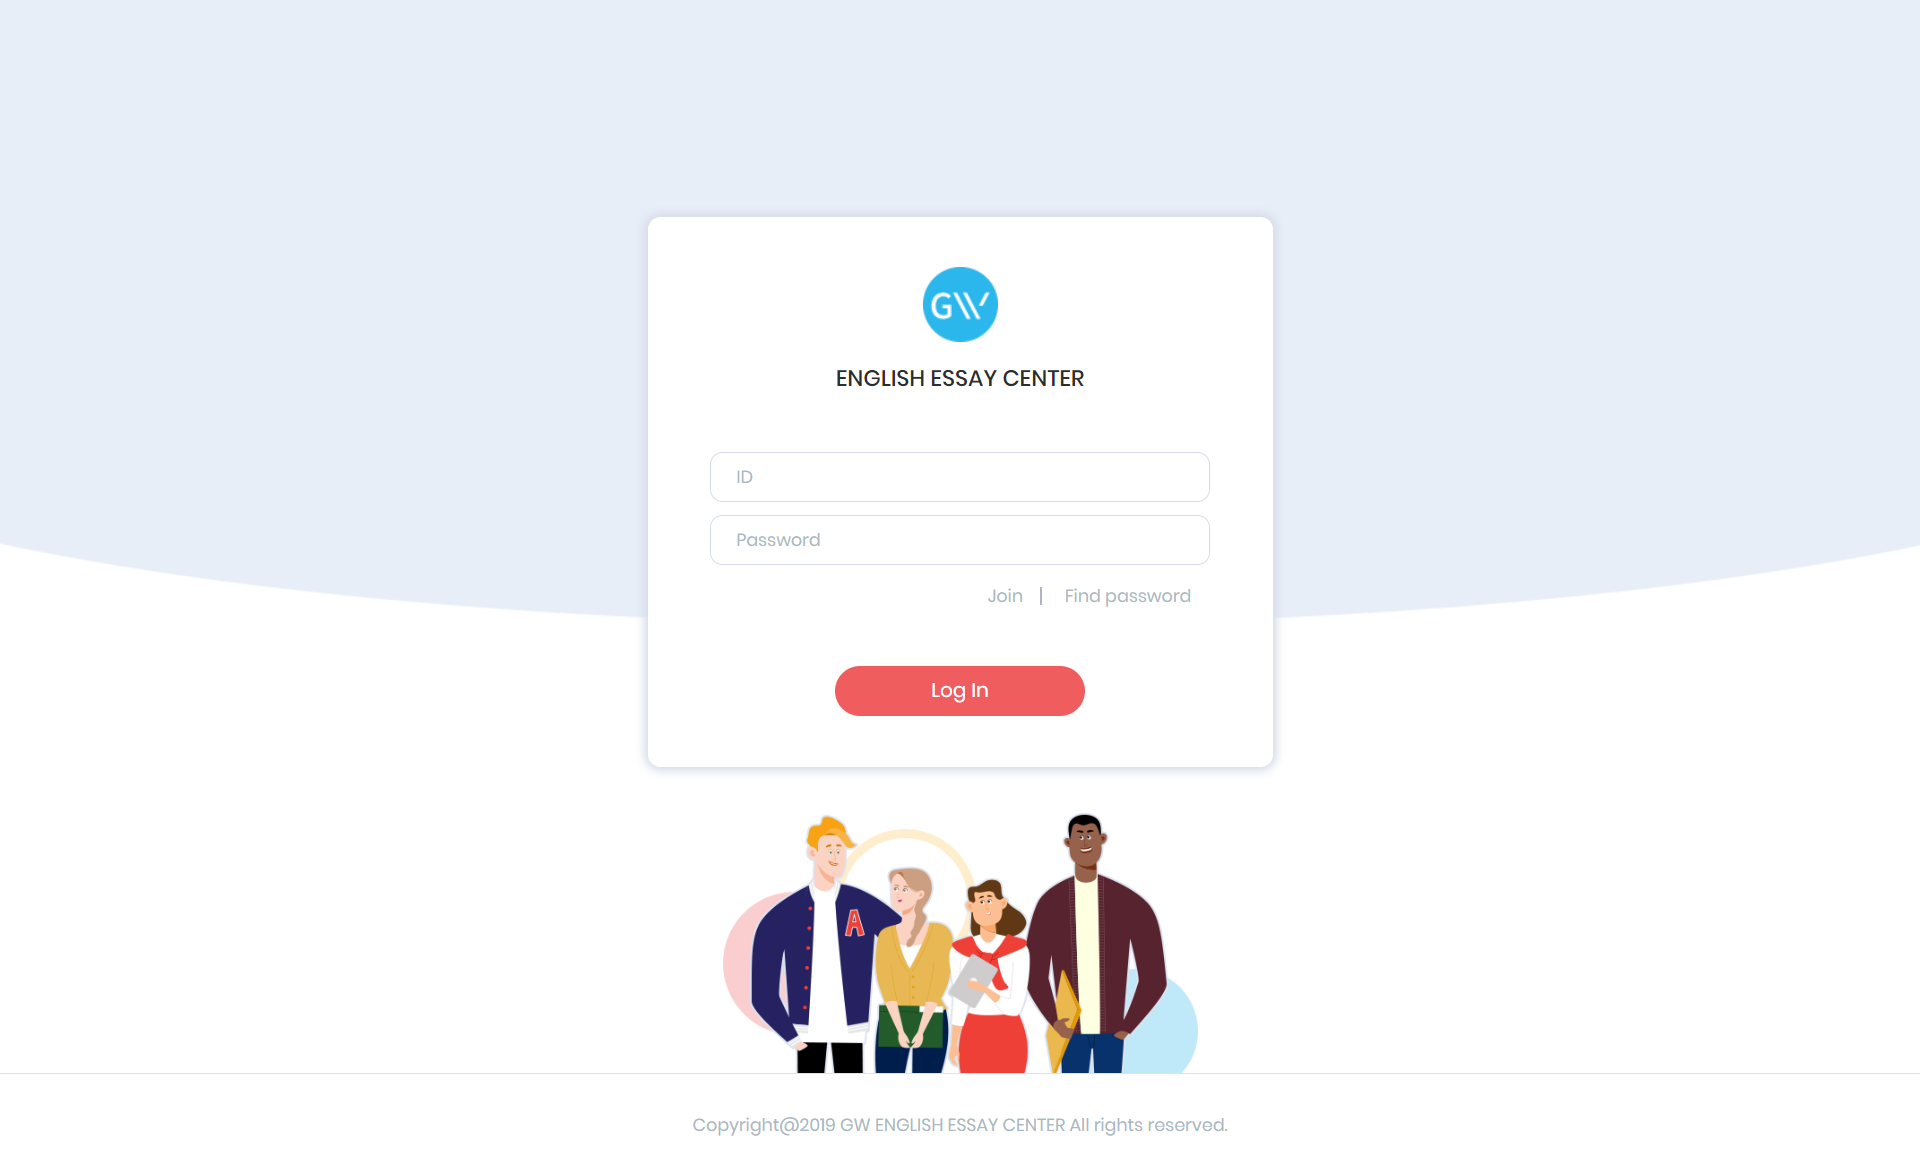 GW
ENGLISH ESSAY CENTER
ID
Password
Join | Find password
Log In
A
Copyright@2019 GW ENGLISH ESSAY CENTER All rights reserved.